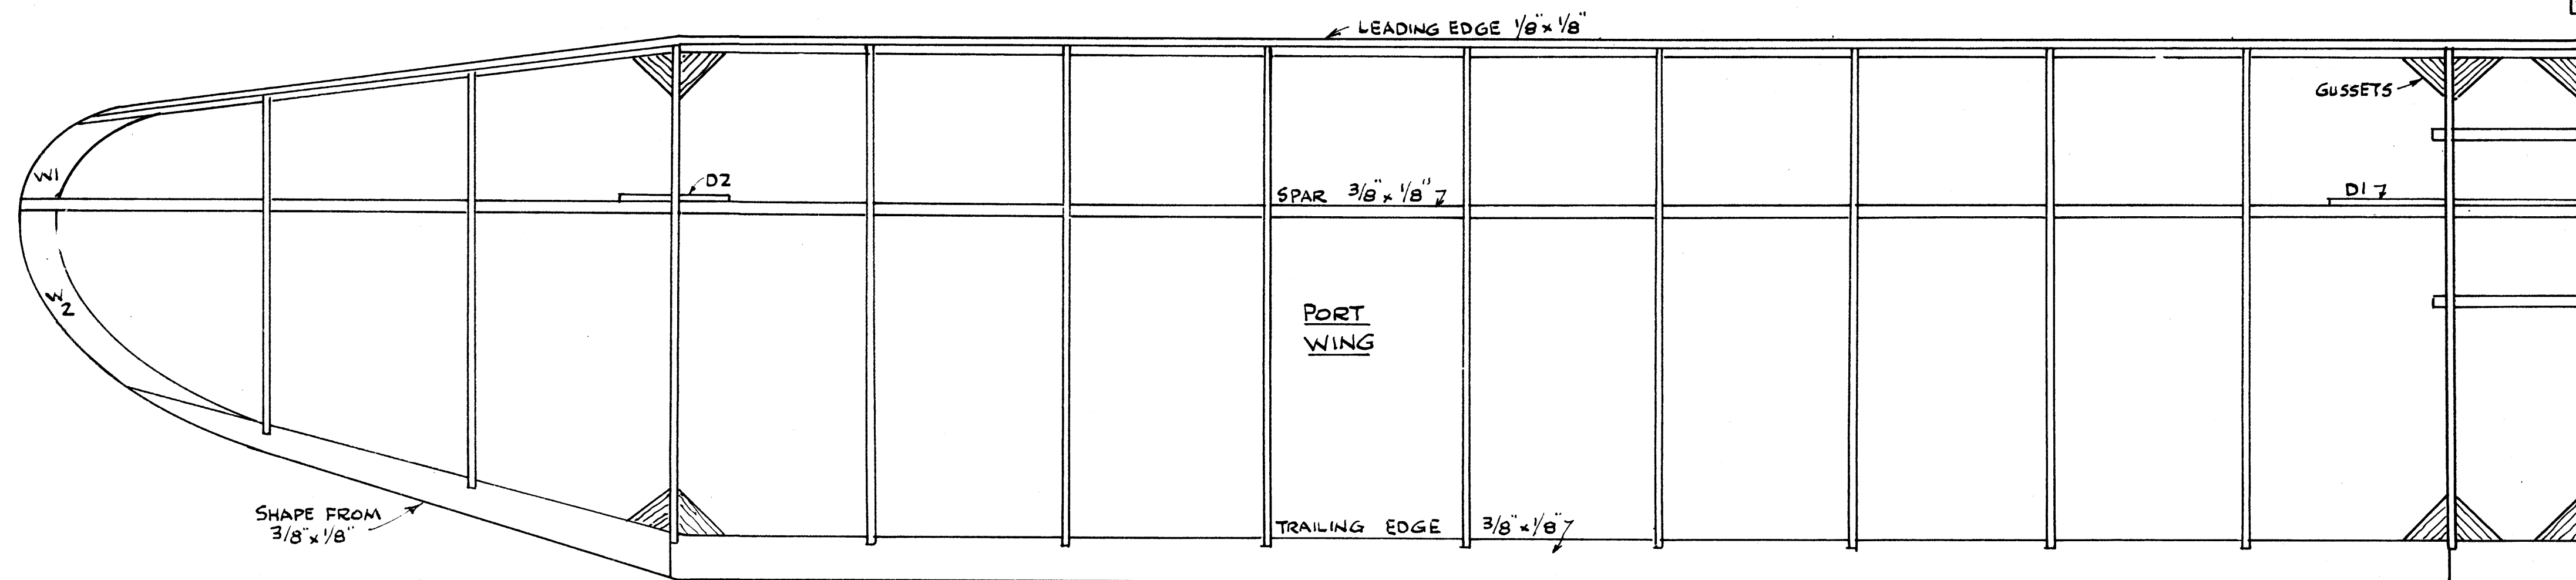 LEADING EDGE 1/8" x 1/8"
GUSSETS
W1
D2
SPAR 3/8" x 1/8"
D1
W2
PORT
WING
SHAPE FROM
3/8" x 1/8"
TRAILING EDGE 3/8" x 1/8"